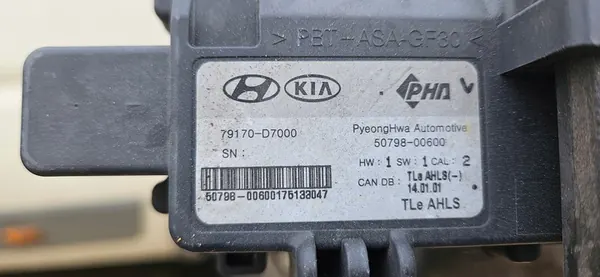 > PBT-ASA-GF30 <
KIA PHA
79170-D7000 PyeongHwa Automotive
SN : 50798-00600
HW : 1 SW : 1 CAL : 2
CAN DB : TLe AHLS(-)
14.01.01
50798-00600175133047 TLe AHLS